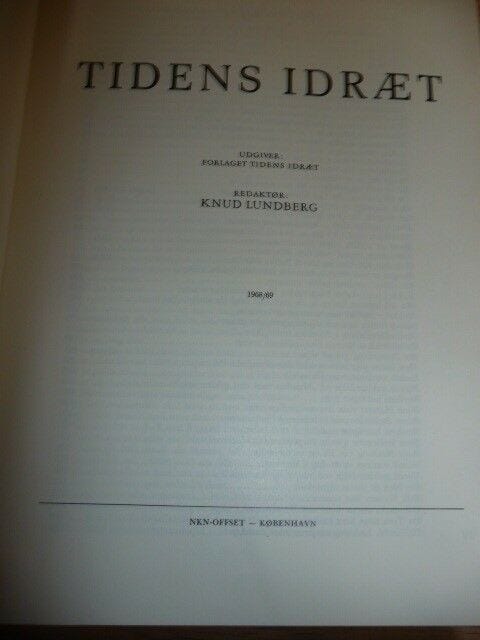 TIDENS IDRÆT
UDGIVER:
FORLAGET TIDENS IDRÆT
REDAKTØR:
KNUD LUNDBERG
1968/69
NKN-OFFSET — KØBENHAVN